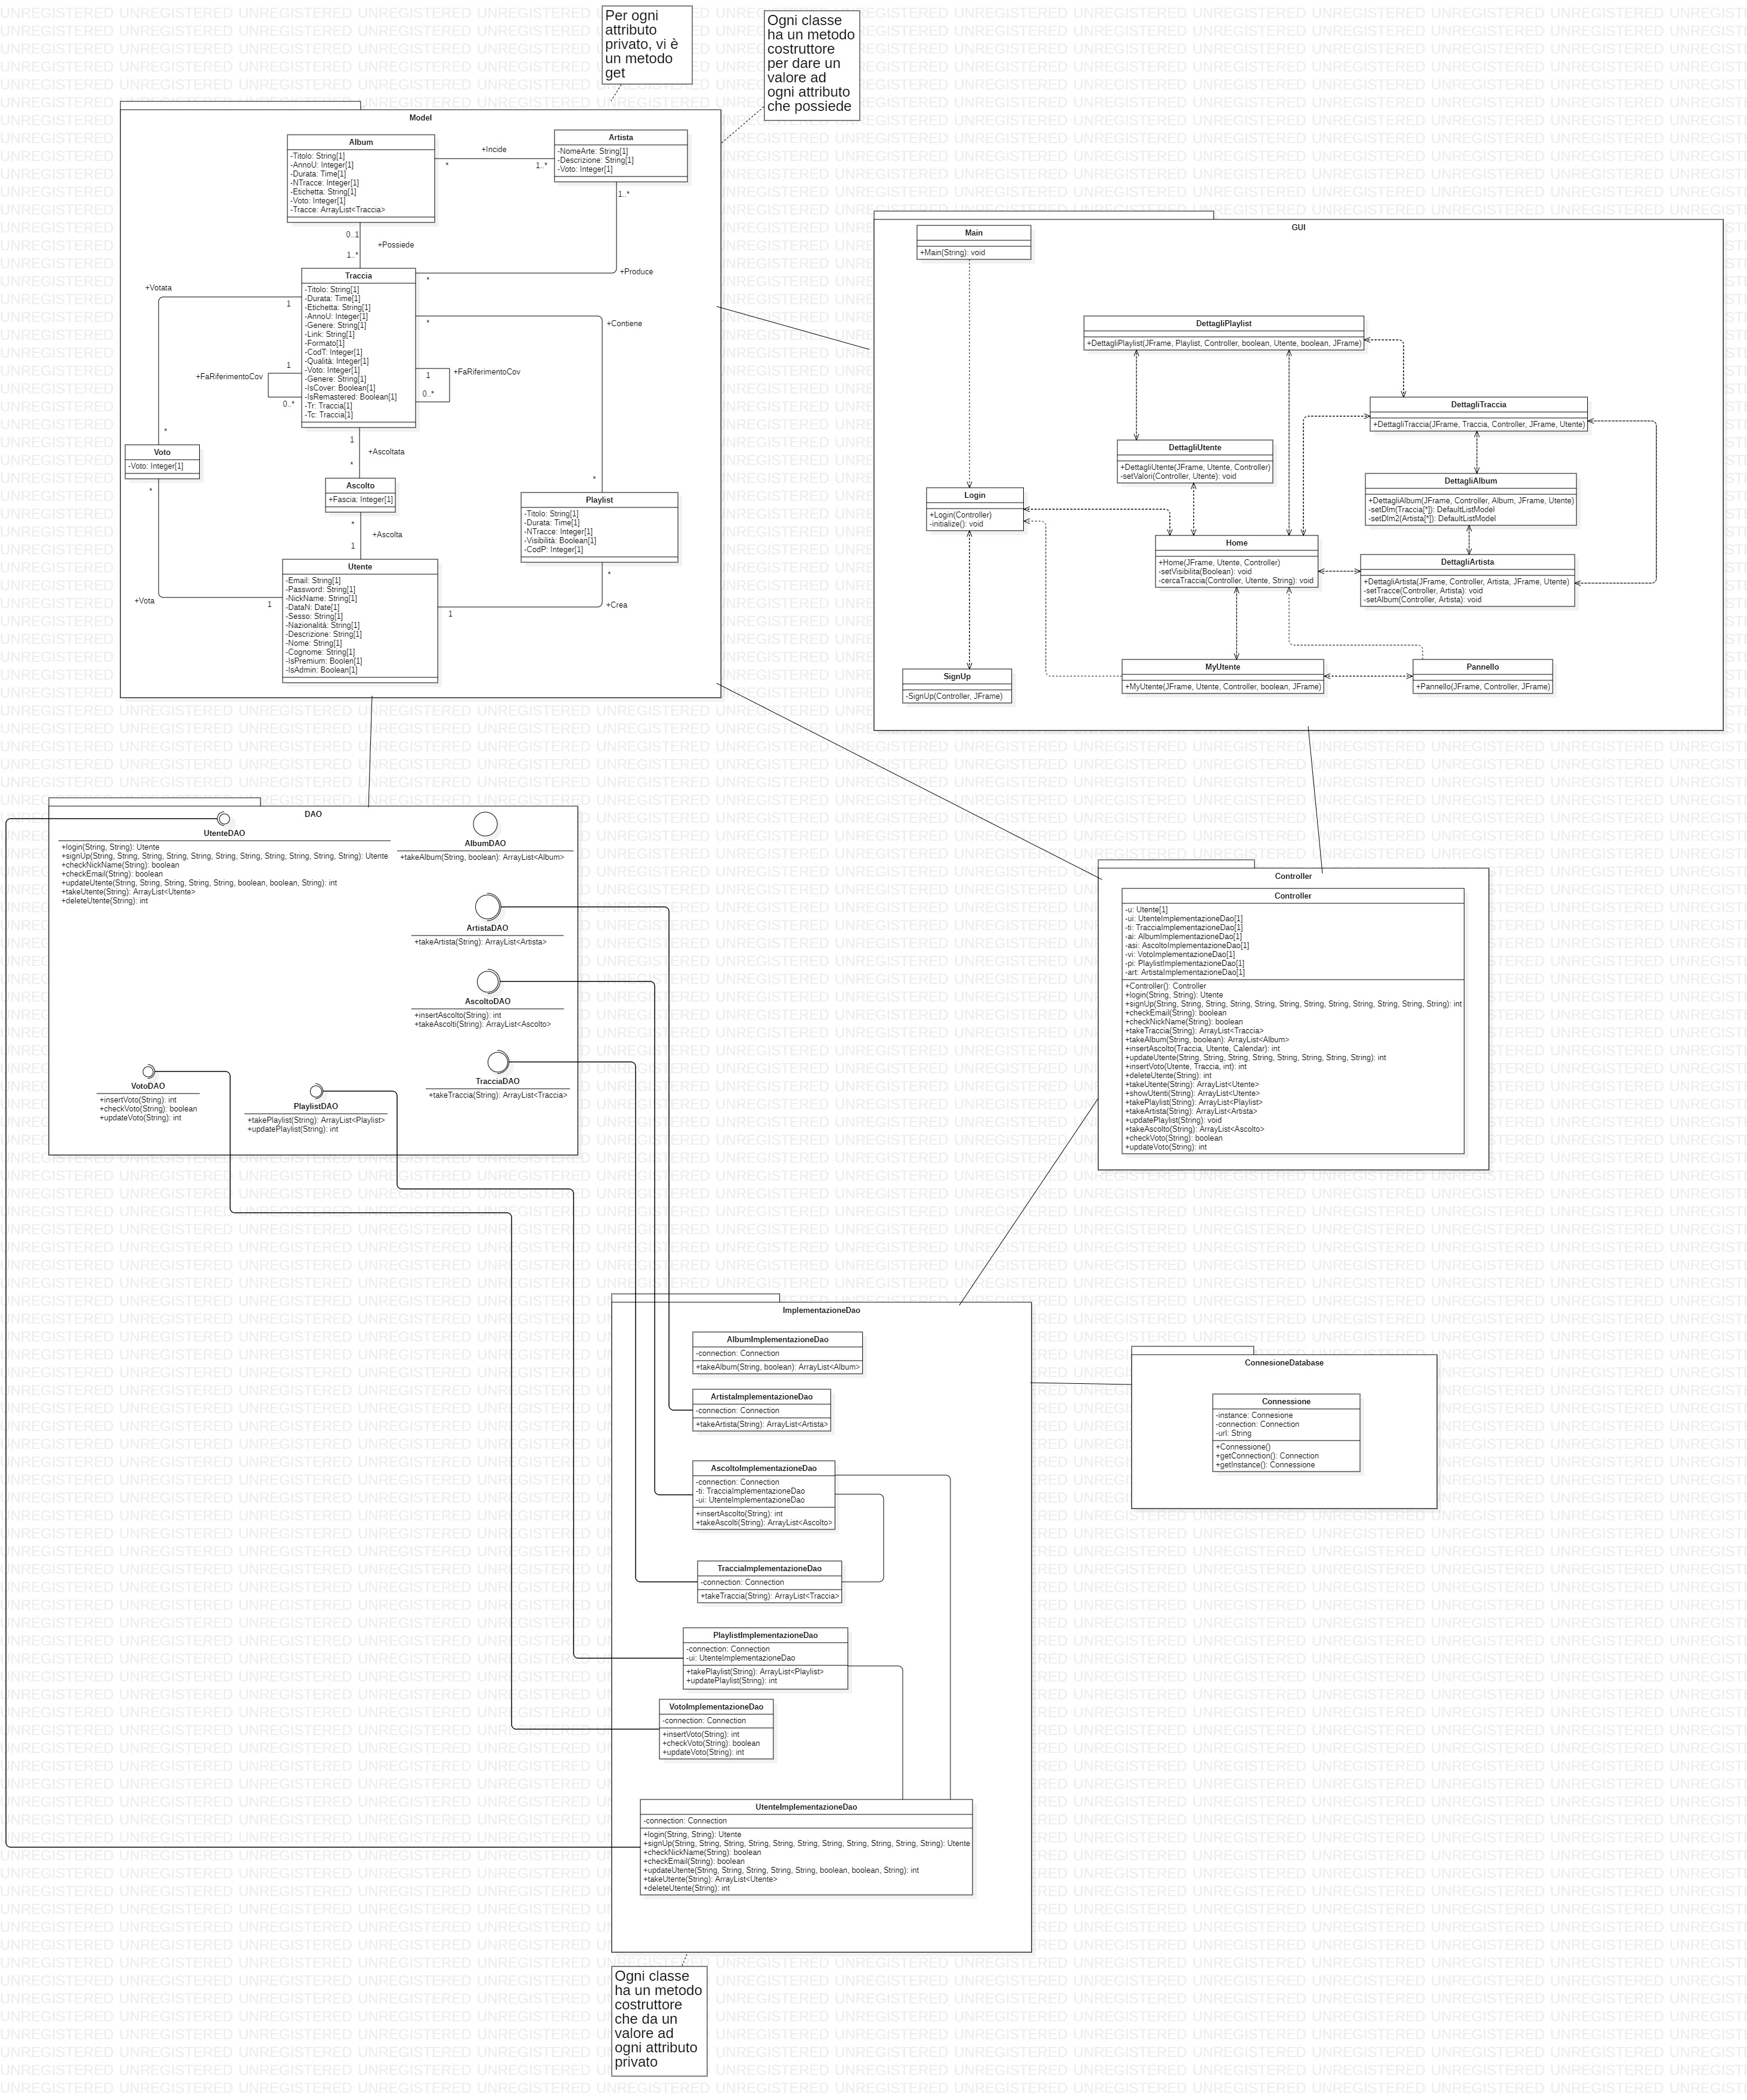 Per ogni
attributo
privato, vi è
un metodo
get
Ogni classe
ha un metodo
costruttore
per dare un
valore ad
ogni attributo
che possiede
Model
Album
-Titolo: String[1]
-AnnoU: Integer[1]
-Durata: Time[1]
-NTracce: Integer[1]
-Etichetta: String[1]
-Voto: Integer[1]
-Tracce: ArrayList<Traccia>
+Incide
*
1..*
Artista
-NomeArte: String[1]
-Descrizione: String[1]
-Voto: Integer[1]
1..*
0..1
+Possiede
1..*
+Produce
*
Traccia
-Titolo: String[1]
-Durata: Time[1]
-Etichetta: String[1]
-AnnoU: Integer[1]
-Genere: String[1]
-Link: String[1]
-Formato[1]
-CodT: Integer[1]
-Qualità: Integer[1]
-Voto: Integer[1]
-Genere: String[1]
-IsCover: Boolean[1]
-IsRemastered: Boolean[1]
-Tr: Traccia[1]
-Tc: Traccia[1]
+Votata
1
*
+Contiene
1
+FaRiferimentoCov
0..*
1
+FaRiferimentoCov
0..*
1
+Ascoltata
*
*
Voto
-Voto: Integer[1]
*
Ascolto
+Fascia: Integer[1]
*
+Ascolta
1
*
Playlist
-Titolo: String[1]
-Durata: Time[1]
-NTracce: Integer[1]
-Visibilità: Boolean[1]
-CodP: Integer[1]
*
+Crea
1
+Vota
1
Utente
-Email: String[1]
-Password: String[1]
-NickName: String[1]
-DataN: Date[1]
-Sesso: String[1]
-Nazionalità: String[1]
-Descrizione: String[1]
-Nome: String[1]
-Cognome: String[1]
-IsPremium: Boolen[1]
-IsAdmin: Boolean[1]
GUI
Main
+Main(String): void
DettagliPlaylist
+DettagliPlaylist(JFrame, Playlist, Controller, boolean, Utente, boolean, JFrame)
DettagliTraccia
+DettagliTraccia(JFrame, Traccia, Controller, JFrame, Utente)
DettagliUtente
+DettagliUtente(JFrame, Utente, Controller)
-setValori(Controller, Utente): void
DettagliAlbum
+DettagliAlbum(JFrame, Controller, Album, JFrame, Utente)
-setDlm(Traccia[*]): DefaultListModel
-setDlm2(Artista[*]): DefaultListModel
Login
+Login(Controller)
-initialize(): void
Home
+Home(JFrame, Utente, Controller)
-setVisibilita(Boolean): void
-cercaTraccia(Controller, Utente, String): void
DettagliArtista
+DettagliArtista(JFrame, Controller, Artista, JFrame, Utente)
-setTracce(Controller, Artista): void
-setAlbum(Controller, Artista): void
SignUp
-SignUp(Controller, JFrame)
MyUtente
+MyUtente(JFrame, Utente, Controller, boolean, JFrame)
Pannello
+Pannello(JFrame, Controller, JFrame)
DAO
UtenteDAO
+login(String, String): Utente
+signUp(String, String, String, String, String, String, String, String, String, String, String): Utente
+checkNickName(String): boolean
+checkEmail(String): boolean
+updateUtente(String, String, String, String, String, boolean, boolean, String): int
+takeUtente(String): ArrayList<Utente>
+deleteUtente(String): int
AlbumDAO
+takeAlbum(String, boolean): ArrayList<Album>
ArtistaDAO
+takeArtista(String): ArrayList<Artista>
AscoltoDAO
+insertAscolto(String): int
+takeAscolti(String): ArrayList<Ascolto>
TracciaDAO
+takeTraccia(String): ArrayList<Traccia>
VotoDAO
+insertVoto(String): int
+checkVoto(String): boolean
+updateVoto(String): int
PlaylistDAO
+takePlaylist(String): ArrayList<Playlist>
+updatePlaylist(String): int
Controller
Controller
-u: Utente[1]
-ui: UtenteImplementazioneDao[1]
-ti: TracciaImplementazioneDao[1]
-ai: AlbumImplementazioneDao[1]
-asi: AscoltoImplementazioneDao[1]
-vi: VotoImplementazioneDao[1]
-pi: PlaylistImplementazioneDao[1]
-art: ArtistaImplementazioneDao[1]
+Controller(): Controller
+login(String, String): Utente
+signUp(String, String, String, String, String, String, String, String, String, String, String, String): int
+checkEmail(String): boolean
+checkNickName(String): boolean
+takeTraccia(String): ArrayList<Traccia>
+takeAlbum(String, boolean): ArrayList<Album>
+insertAscolto(Traccia, Utente, Calendar): int
+updateUtente(String, String, String, String, String, String, String, String): int
+insertVoto(Utente, Traccia, int): int
+deleteUtente(String): int
+takeUtente(String): ArrayList<Utente>
+showUtenti(String): ArrayList<Utente>
+takePlaylist(String): ArrayList<Playlist>
+takeArtista(String): ArrayList<Artista>
+updatePlaylist(String): void
+takeAscolto(String): ArrayList<Ascolto>
+checkVoto(String): boolean
+updateVoto(String): int
ImplementazioneDao
AlbumImplementazioneDao
-connection: Connection
+takeAlbum(String, boolean): ArrayList<Album>
ArtistaImplementazioneDao
-connection: Connection
+takeArtista(String): ArrayList<Artista>
AscoltoImplementazioneDao
-connection: Connection
-ti: TracciaImplementazioneDao
-ui: UtenteImplementazioneDao
+insertAscolto(String): int
+takeAscolti(String): ArrayList<Ascolto>
TracciaImplementazioneDao
-connection: Connection
+takeTraccia(String): ArrayList<Traccia>
PlaylistImplementazioneDao
-connection: Connection
-ui: UtenteImplementazioneDao
+takePlaylist(String): ArrayList<Playlist>
+updatePlaylist(String): int
VotoImplementazioneDao
-connection: Connection
+insertVoto(String): int
+checkVoto(String): boolean
+updateVoto(String): int
UtenteImplementazioneDao
-connection: Connection
+login(String, String): Utente
+signUp(String, String, String, String, String, String, String, String, String, String, String): Utente
+checkNickName(String): boolean
+checkEmail(String): boolean
+updateUtente(String, String, String, String, String, boolean, boolean, String): int
+takeUtente(String): ArrayList<Utente>
+deleteUtente(String): int
ConnesioneDatabase
Connessione
-instance: Connesione
-connection: Connection
-url: String
+Connessione()
+getConnection(): Connection
+getInstance(): Connessione
Ogni classe
ha un metodo
costruttore
che da un
valore ad
ogni attributo
privato
UNREGISTERED